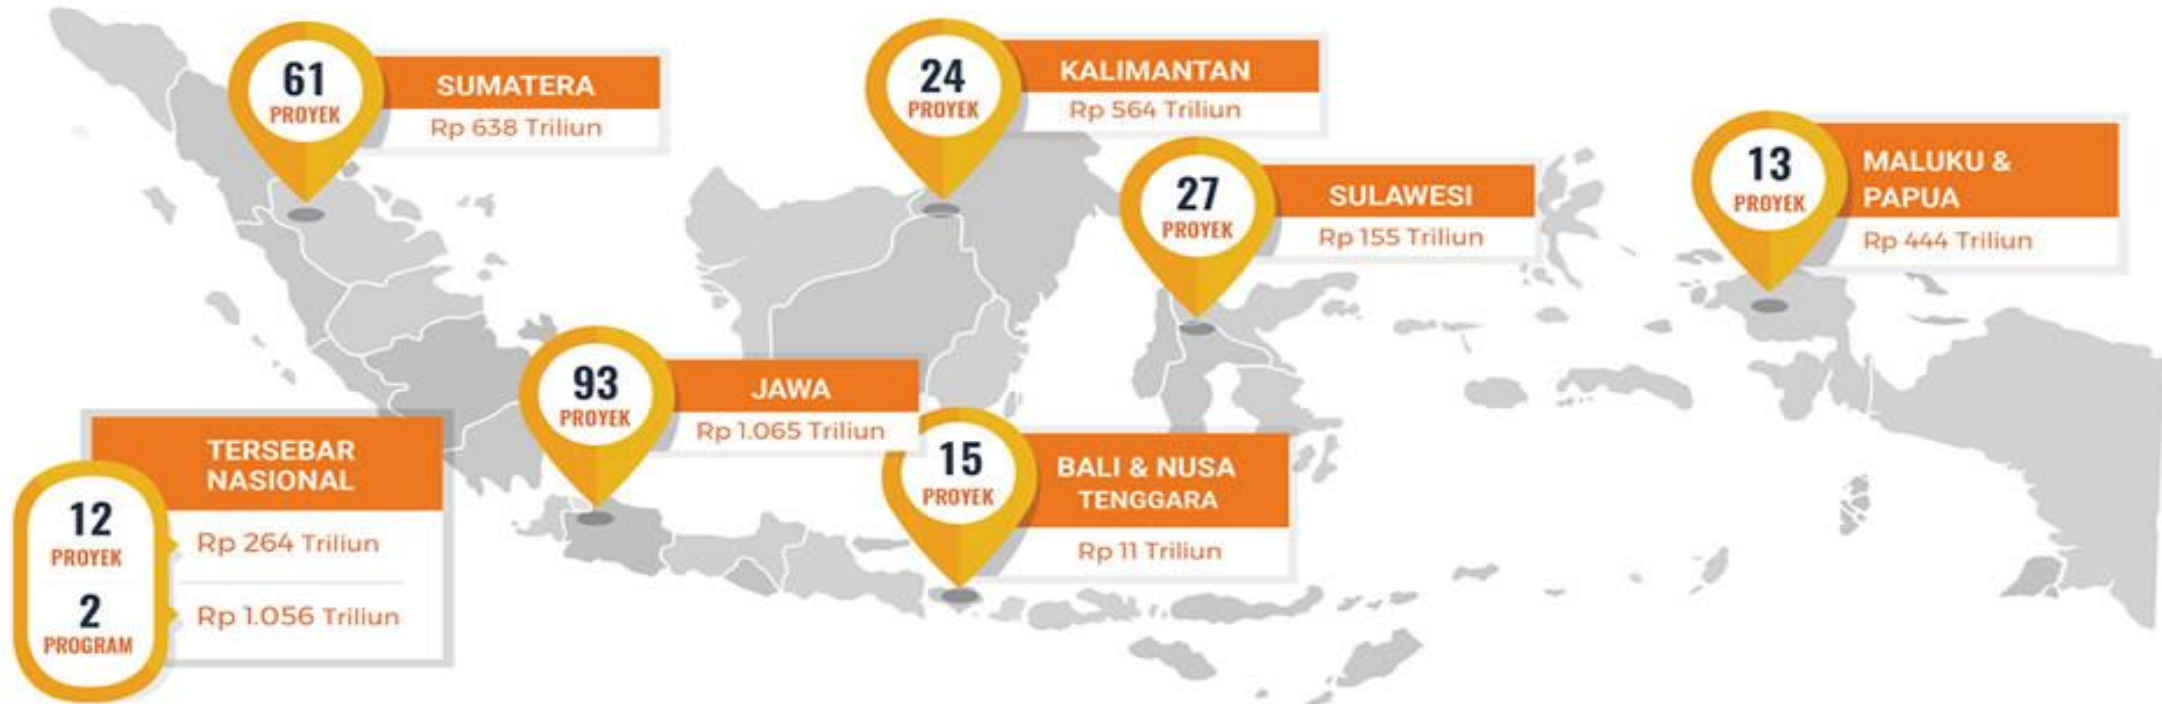 61
PROYEK
SUMATERA
Rp 638 Triliun
24
PROYEK
KALIMANTAN
Rp 564 Triliun
27
PROYEK
SULAWESI
Rp 155 Triliun
13
PROYEK
MALUKU &
PAPUA
Rp 444 Triliun
93
PROYEK
JAWA
Rp 1.065 Triliun
15
PROYEK
BALI & NUSA
TENGGARA
Rp 11 Triliun
TERSEBAR
NASIONAL
12
PROYEK
Rp 264 Triliun
2
PROGRAM
Rp 1.056 Triliun